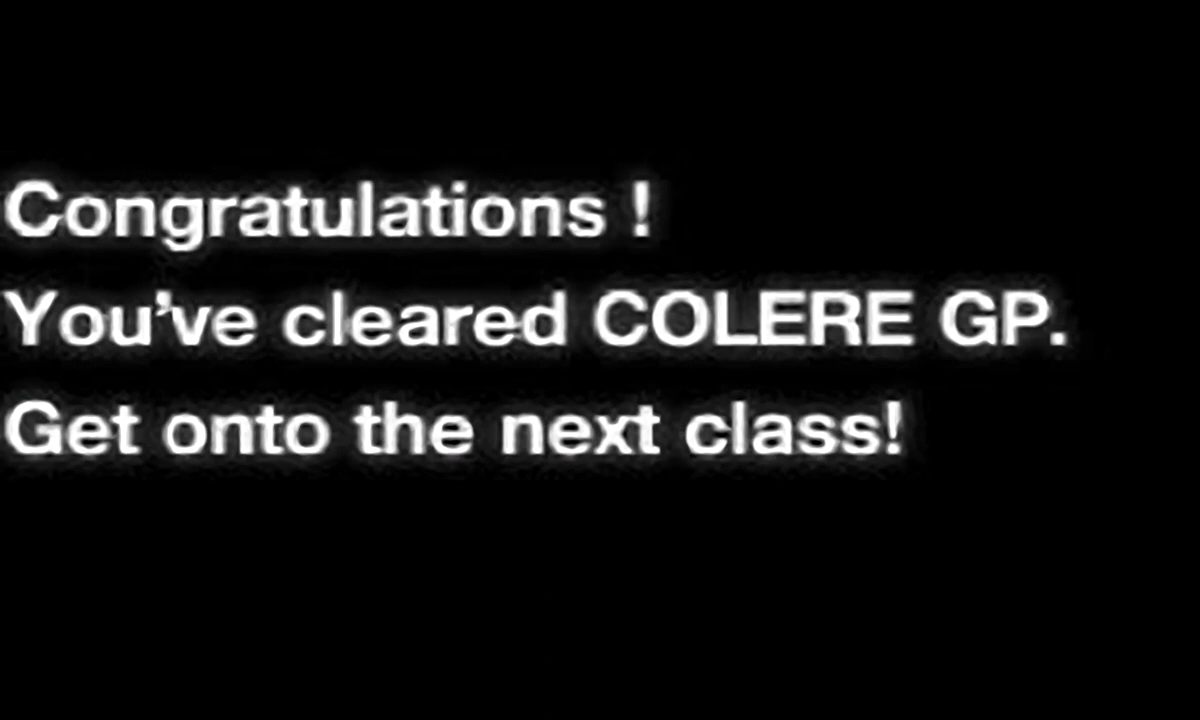 Congratulations !
You've cleared COLERE GP.
Get onto the next class!